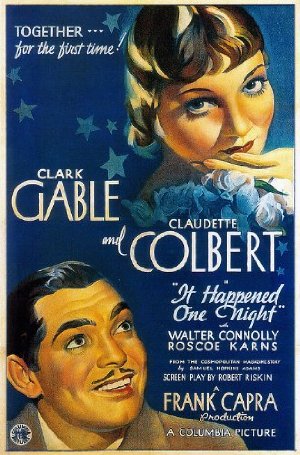 TOGETHER···
for the first time!
CLARK
GABLE
and
CLAUDETTE
COLBERT
in
"It Happened
One Night"
with
WALTER CONNOLLY
ROSCOE KARNS
FROM THE COSMOPOLITAN MAGAZINE STORY
by SAMUEL HOPKINS ADAMS
SCREEN PLAY BY ROBERT RISKIN
A
FRANK CAPRA
Production
A COLUMBIA PICTURE